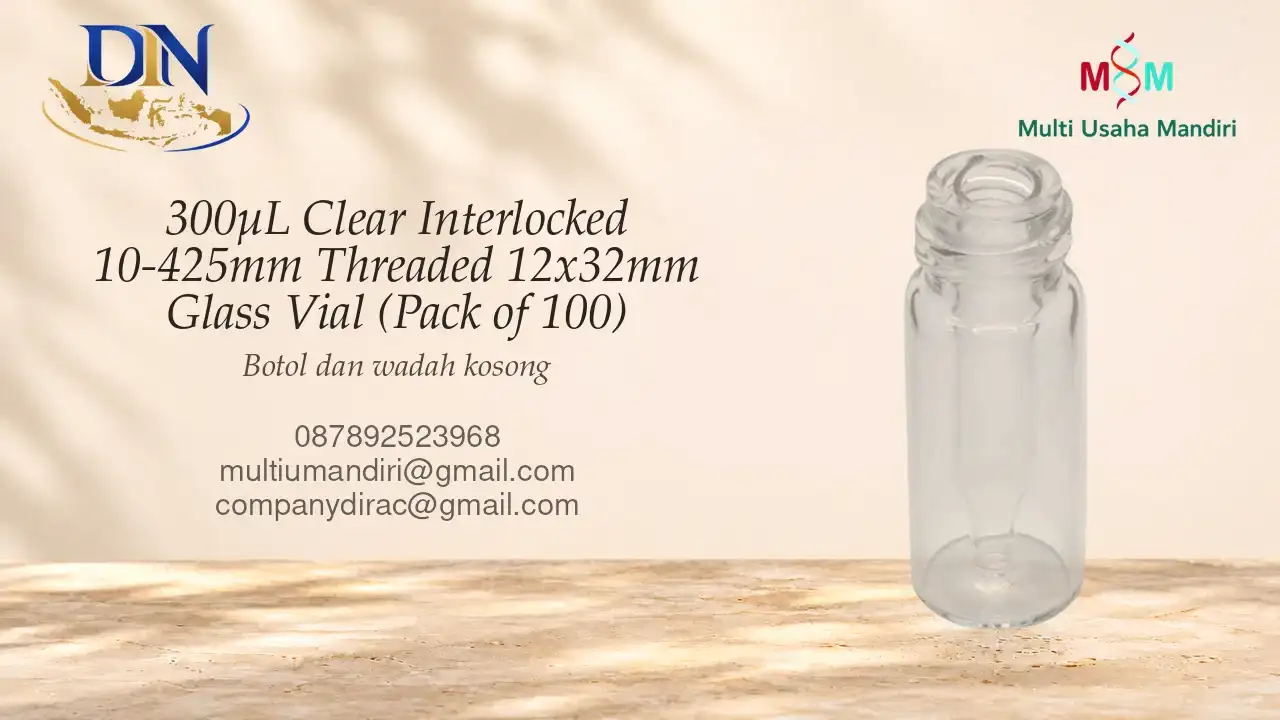 DIN
MSM
Multi Usaha Mandiri
300µL Clear Interlocked
10-425mm Threaded 12x32mm
Glass Vial (Pack of 100)
Botol dan wadah kosong
087892523968
multiumandiri@gmail.com
companydirac@gmail.com